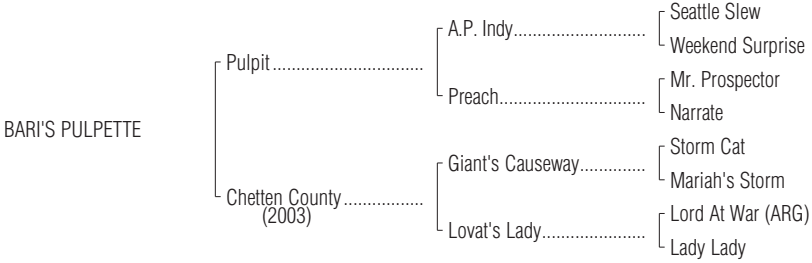 Seattle Slew
A.P. Indy............................
Weekend Surprise
Pulpit................................
Mr. Prospector
Preach...............................
Narrate
BARI'S PULPETTE
Storm Cat
Giant's Causeway..............
Mariah's Storm
Chetten County.................
(2003)
Lord At War (ARG)
Lovat's Lady......................
Lady Lady